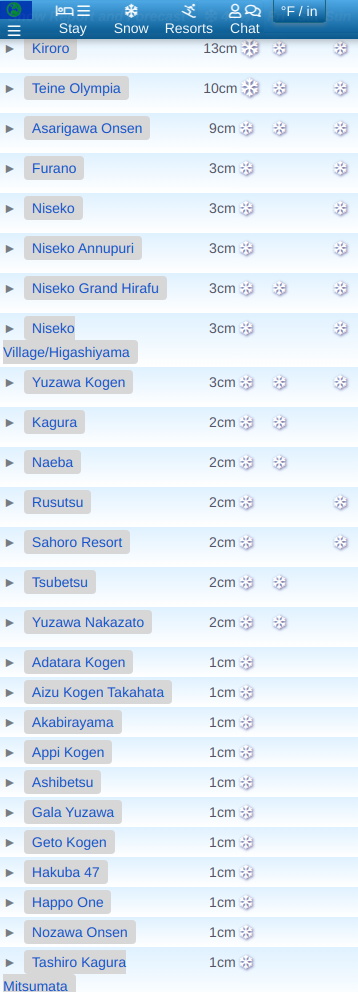 °F / in
Stay Snow Resorts Chat
Kiroro 13cm
Teine Olympia 10cm
Asarigawa Onsen 9cm
Furano 3cm
Niseko 3cm
Niseko Annupuri 3cm
Niseko Grand Hirafu 3cm
Niseko 3cm
Village/Higashiyama
Yuzawa Kogen 3cm
Kagura 2cm
Naeba 2cm
Rusutsu 2cm
Sahoro Resort 2cm
Tsubetsu 2cm
Yuzawa Nakazato 2cm
Adatara Kogen 1cm
Aizu Kogen Takahata 1cm
Akabirayama 1cm
Appi Kogen 1cm
Ashibetsu 1cm
Gala Yuzawa 1cm
Geto Kogen 1cm
Hakuba 47 1cm
Happo One 1cm
Nozawa Onsen 1cm
Tashiro Kagura 1cm
Mitsumata